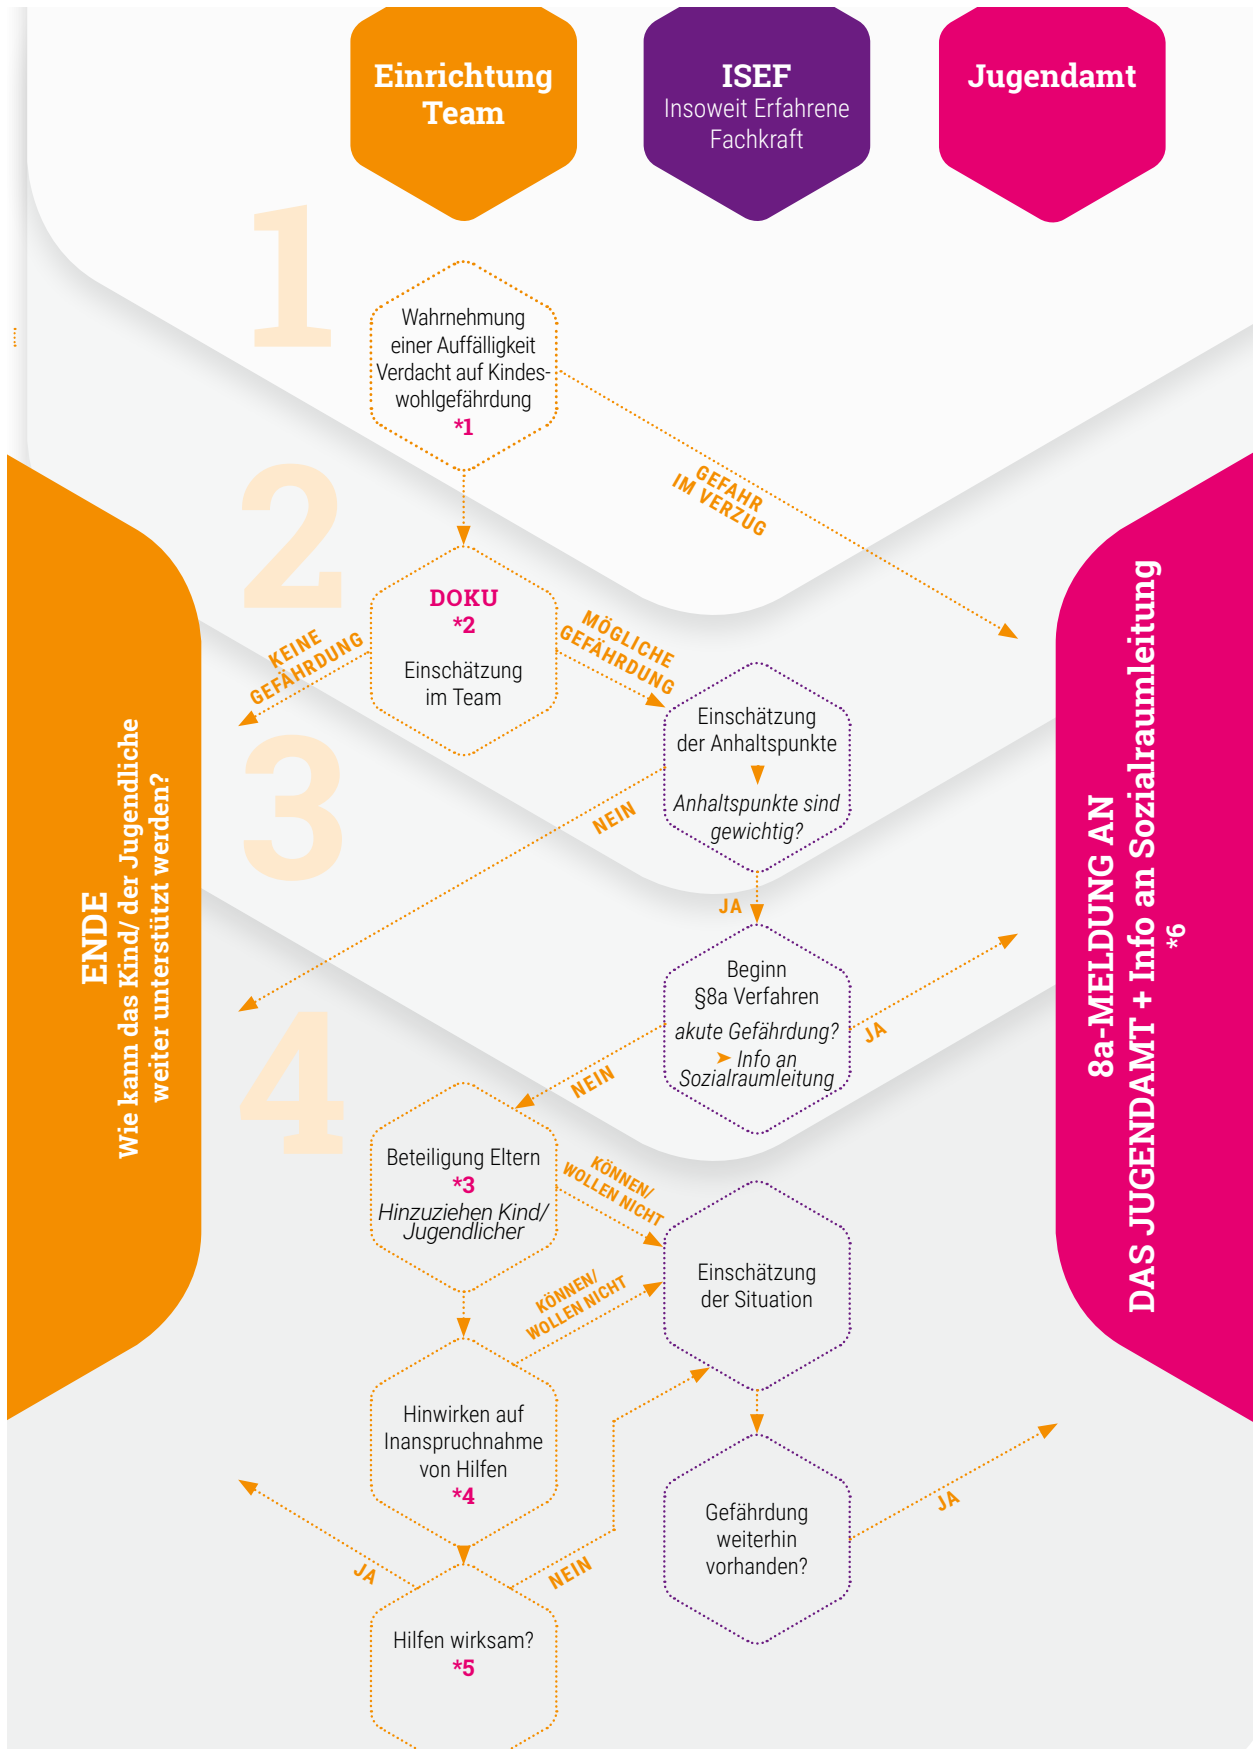 Einrichtung
Team
ISEF
Insoweit Erfahrene
Fachkraft
Jugendamt
1
Wahrnehmung
einer Auffälligkeit
Verdacht auf Kindes-
wohlgefährdung
*1
GEFAHR
IM VERZUG
2
DOKU
*2
Einschätzung
im Team
KEINE
GEFÄHRDUNG
MÖGLICHE
GEFÄHRDUNG
3
Einschätzung
der Anhaltspunkte
Anhaltspunkte sind
gewichtig?
NEIN
JA
Beginn
§8a Verfahren
akute Gefährdung?
➤ Info an
Sozialraumleitung
JA
NEIN
4
Beteiligung Eltern
*3
Hinzuziehen Kind/
Jugendlicher
KÖNNEN/
WOLLEN NICHT
Einschätzung
der Situation
KÖNNEN/
WOLLEN NICHT
Hinwirken auf
Inanspruchnahme
von Hilfen
*4
Gefährdung
weiterhin
vorhanden?
JA
JA
NEIN
Hilfen wirksam?
*5
ENDE
Wie kann das Kind/ der Jugendliche
weiter unterstützt werden?
8a-MELDUNG AN
DAS JUGENDAMT + Info an Sozialraumleitung
*6